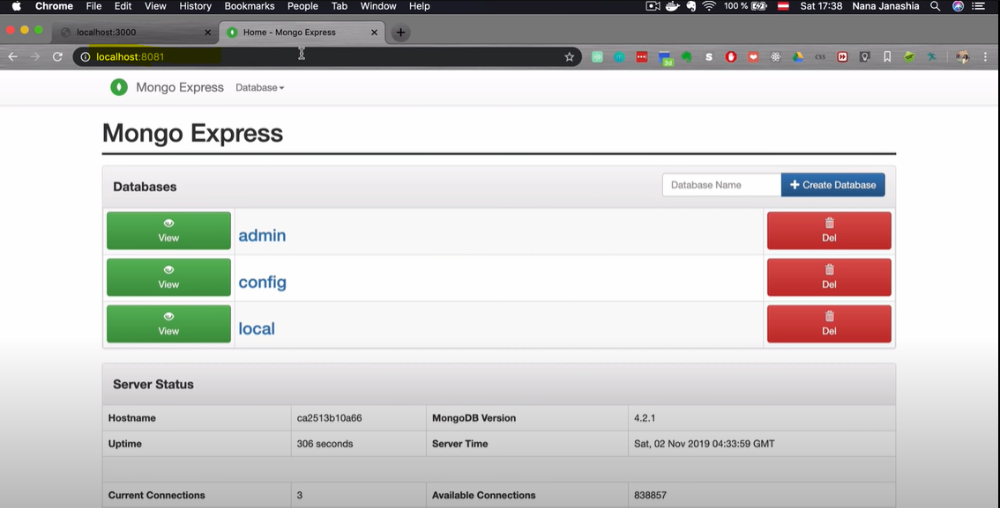 Chrome File Edit View History Bookmarks People Tab Window Help 100 % Sat 17:38 Nana Janashia
localhost:3000 Home - Mongo Express
localhost:8081 3d S CSS
Mongo Express Database
Mongo Express
Databases Database Name Create Database
View admin Del
View config Del
View local Del
Server Status
Hostname ca2513b10a66 MongoDB Version 4.2.1
Uptime 306 seconds Server Time Sat, 02 Nov 2019 04:33:59 GMT
Current Connections 3 Available Connections 838857